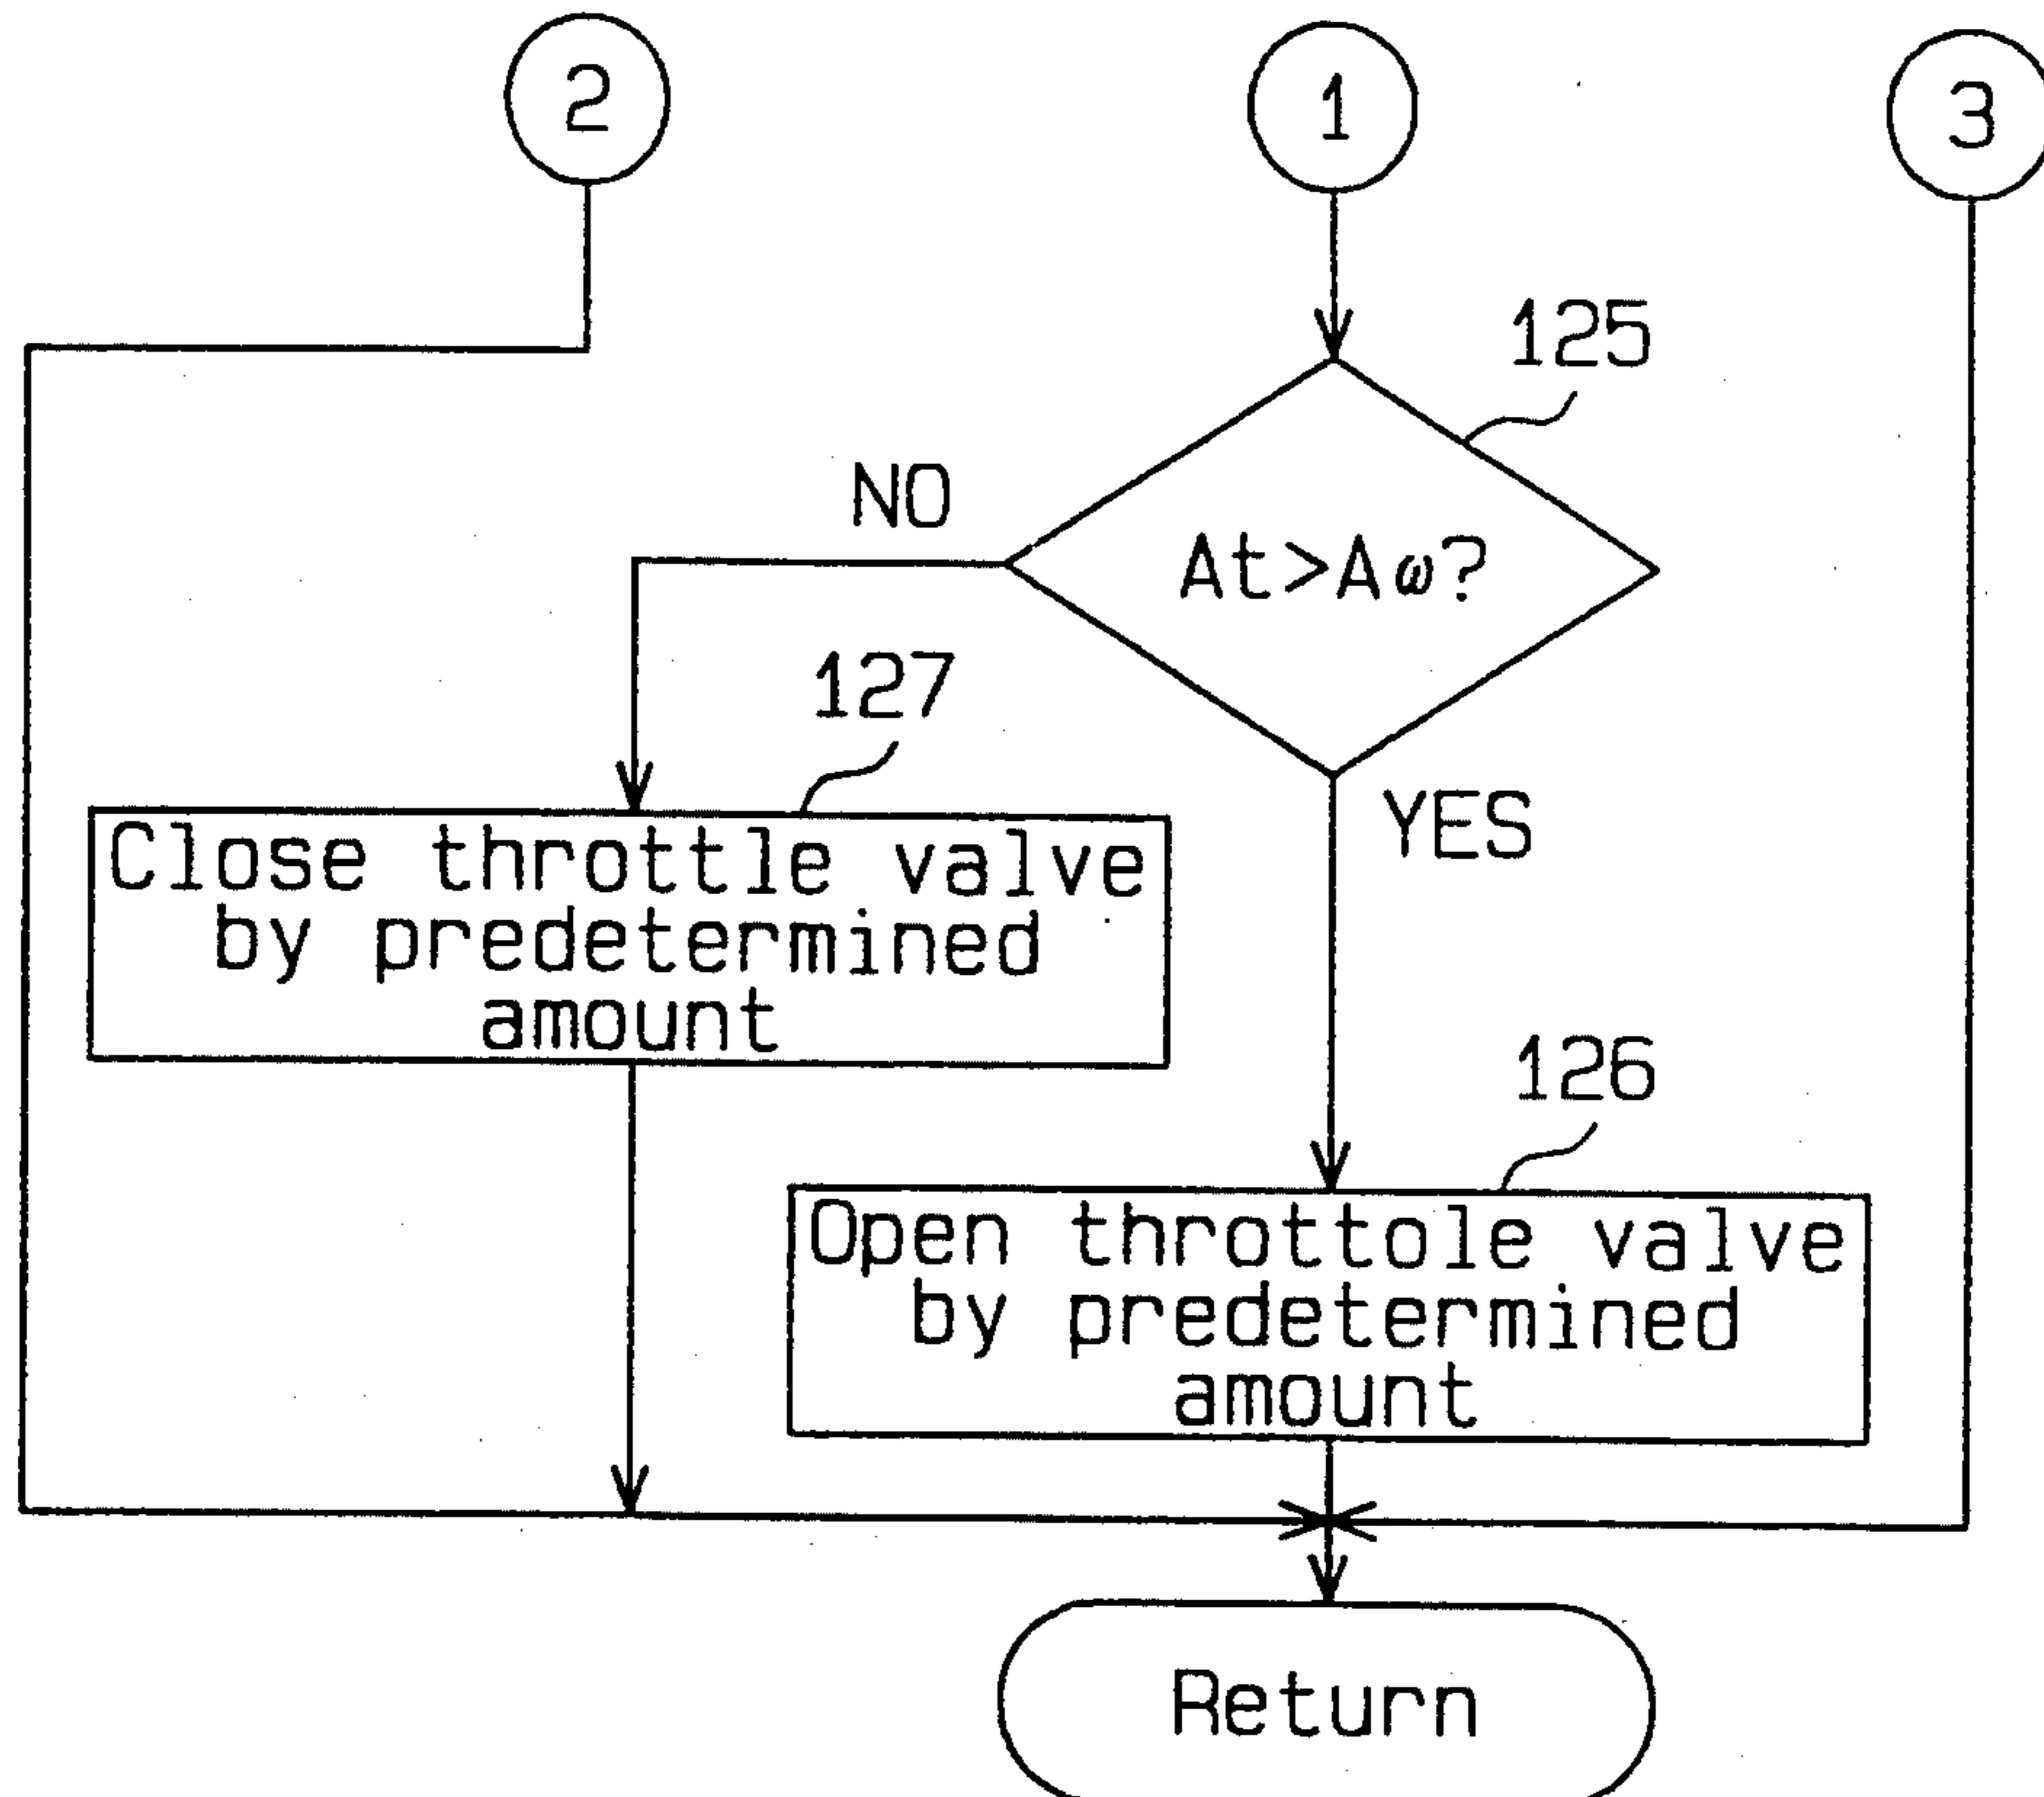 2
1
3
125
NO
At>Aω?
127
YES
Close throttle valve
by predetermined
amount
126
Open throttole valve
by predetermined
amount
Return